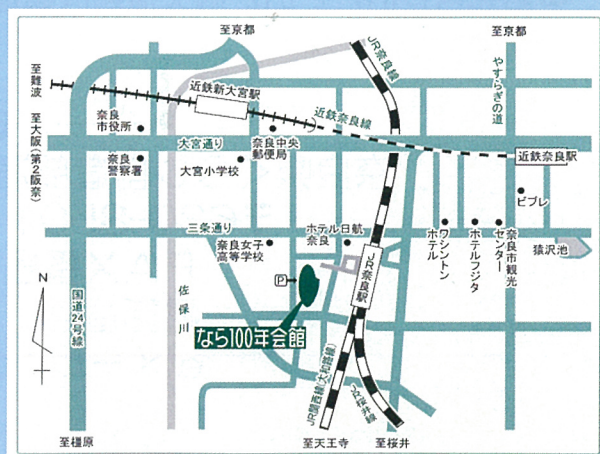 至京都
至京都
JR奈良線
やすらぎの道
至難波
至大阪(第2阪奈)
近鉄新大宮駅
近鉄奈良線
奈良
市役所
大宮通り
奈良中央
郵便局
奈良
警察署
大宮小学校
近鉄奈良駅
ビブレ
三条通り
ホテル日航
奈良
奈良女子
高等学校
ワシントン
ホテル
ホテルフジタ
奈良市観光
センター
猿沢池
JR奈良駅
P
N
国道24号線
佐保川
なら100年会館
JR関西線(大和路線)
JR桜井線
至橿原
至天王寺
至桜井